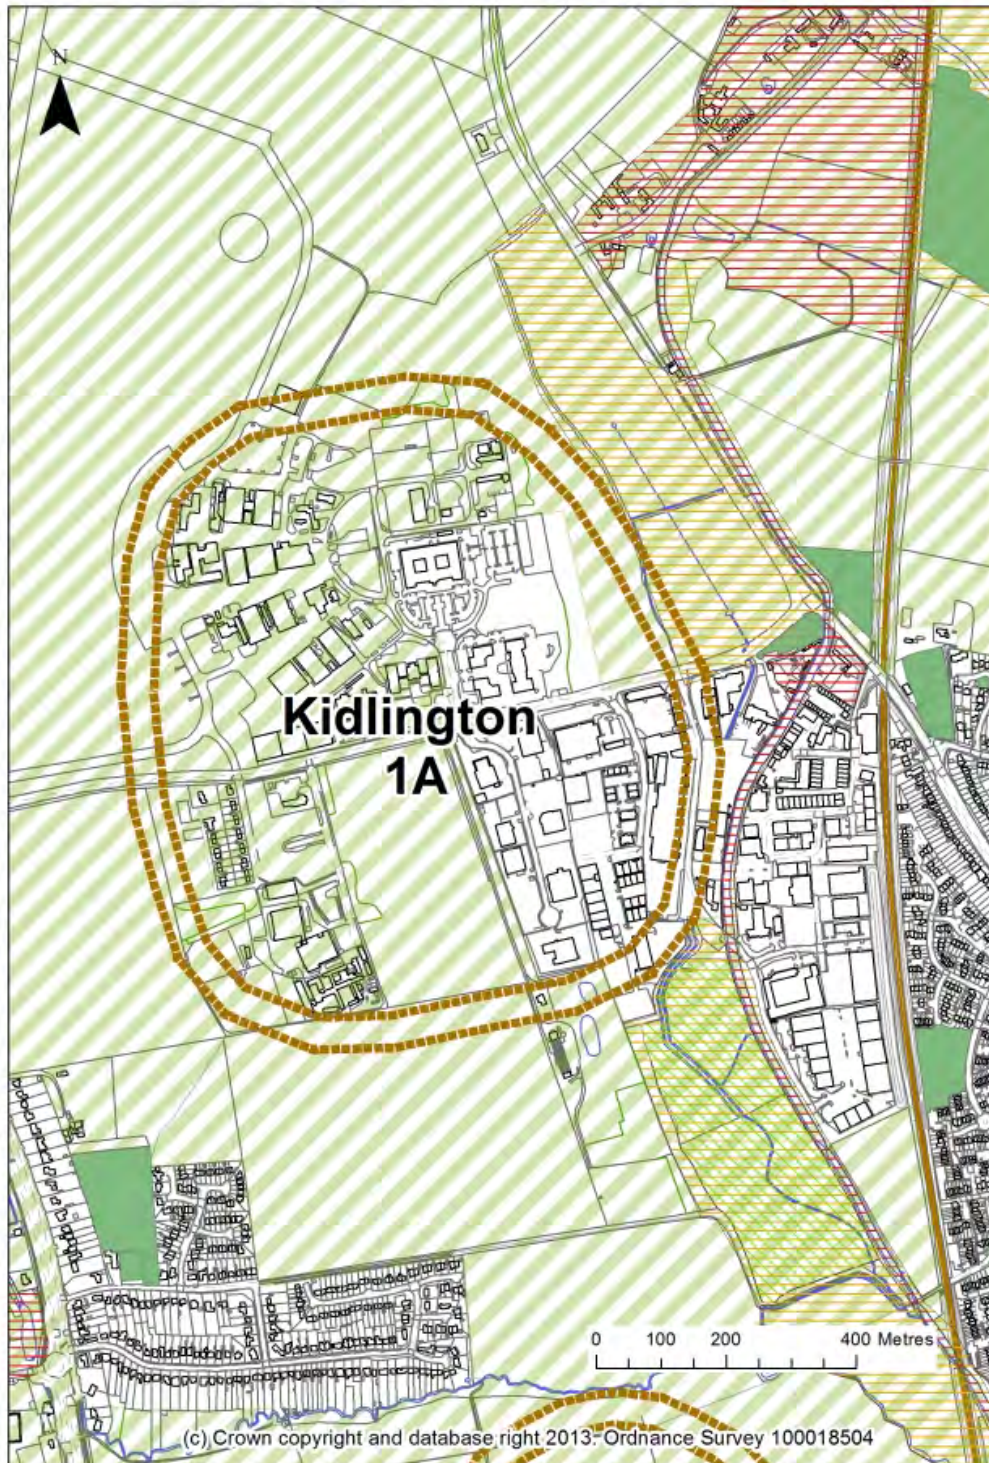 N
Kidlington
1A
0 100 200 400 Metres
(c) Crown copyright and database right 2013. Ordnance Survey 100018504